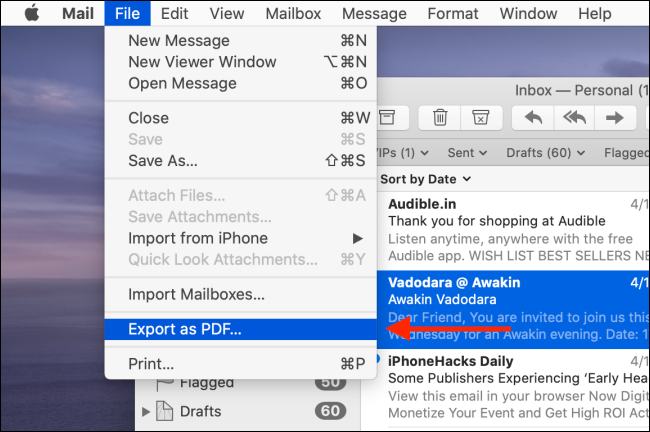 Mail File Edit View Mailbox Message Format Window Help
New Message ⌘N
New Viewer Window ⌥⌘N
Open Message ⌘O
Close ⌘W
Save ⌘S
Save As... ⇧⌘S
Attach Files... ⇧⌘A
Save Attachments...
Import from iPhone
Quick Look Attachments... ⌘Y
Import Mailboxes...
Export as PDF...
Print... ⌘P
Inbox — Personal (1
IPs (1) Sent Drafts (60) Flagged
Sort by Date
Audible.in 4/1
Thank you for shopping at Audible
Listen anytime, anywhere with the free
Audible app. WISH LIST BEST SELLERS NE
Vadodara @ Awakin 4/1
Awakin Vadodara
Dear Friend, You are invited to join us this
Wednesday for an Awakin evening. Date: 1
iPhoneHacks Daily 4/1
Some Publishers Experiencing 'Early Hea
View this email in your browser Now Digit
Monetize Your Event and Get High ROI Act
Flagged 50
Drafts 60